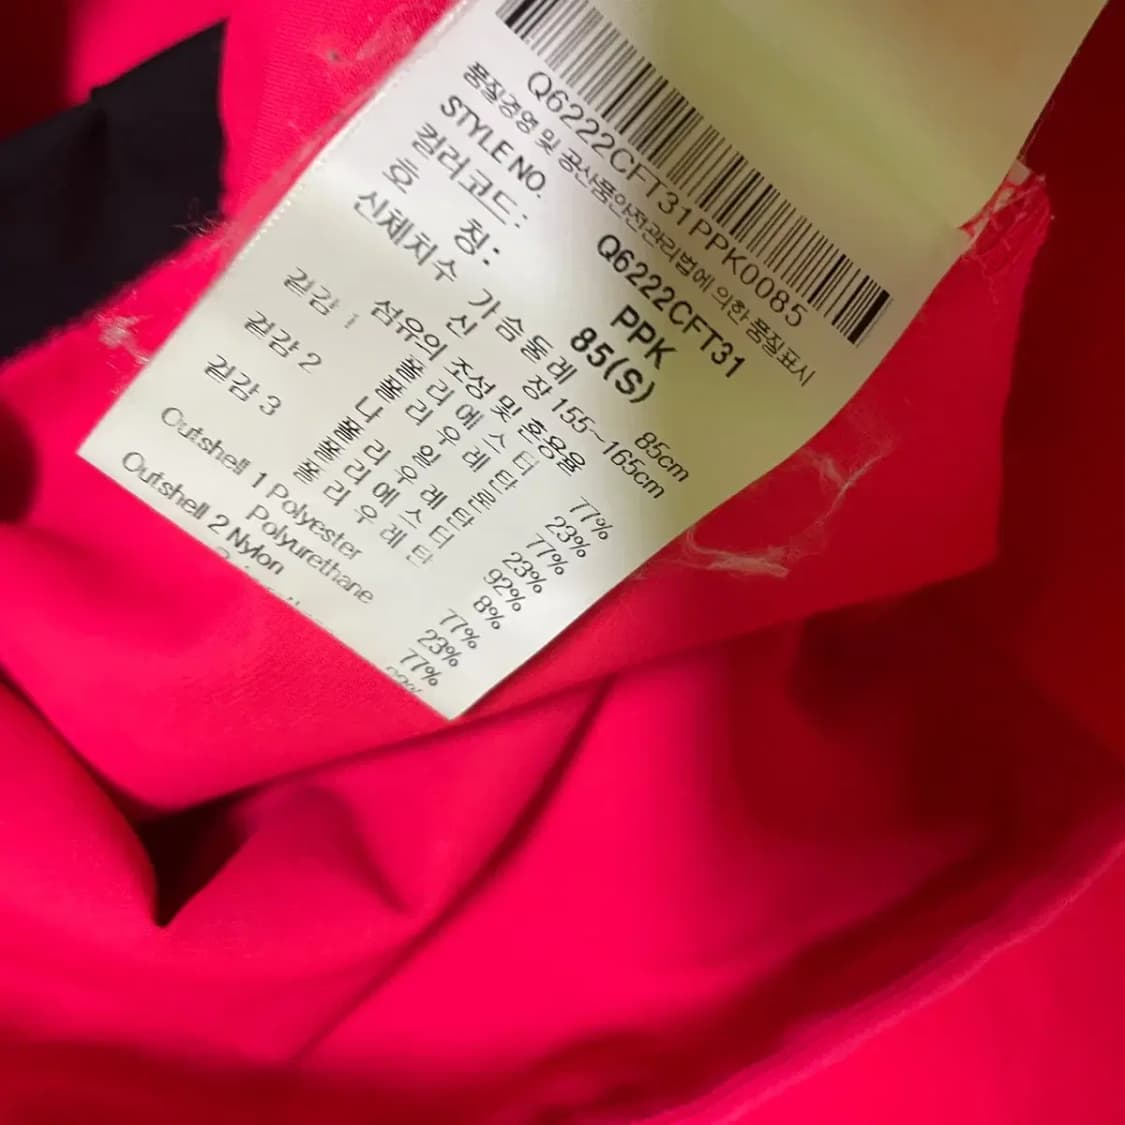 Q6222CFT31PPK0085
품질경영 및 공산품안전관리법에 의한 품질표시
STYLE NO. Q6222CFT31
컬러코드: PPK
호 칭: 85(S)
신체치수 가슴둘레 85cm
신 장 155~165cm
섬유의 조성 및 혼용율
겉감 1 폴리에스터 77%
폴리우레탄 23%
겉감 2 나일론 77%
폴리우레탄 23%
겉감 3 폴리에스터 92%
폴리우레탄 8%
Outshell 1 Polyester 77%
Polyurethane 23%
Outshell 2 Nylon 77%